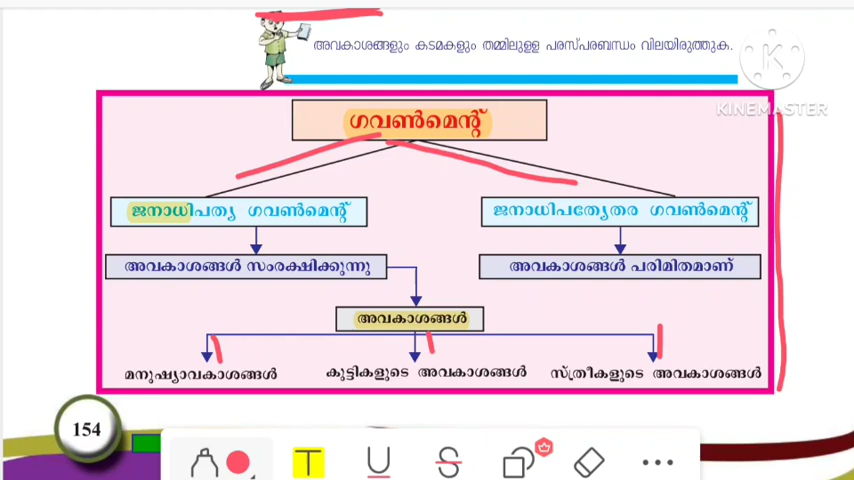 അവകാശങ്ങളും കടമകളും തമ്മിലുളള പരസ്പരബന്ധം വിലയിരുത്തുക.
KINEMASTER
ഗവൺമെന്റ്
ജനാധിപത്യ ഗവൺമെന്റ്
ജനാധിപത്യേതര ഗവൺമെന്റ്
അവകാശങ്ങൾ സംരക്ഷിക്കുന്നു
അവകാശങ്ങൾ പരിമിതമാണ്
അവകാശങ്ങൾ
മനുഷ്യാവകാശങ്ങൾ
കുട്ടികളുടെ അവകാശങ്ങൾ
സ്ത്രീകളുടെ അവകാശങ്ങൾ
154